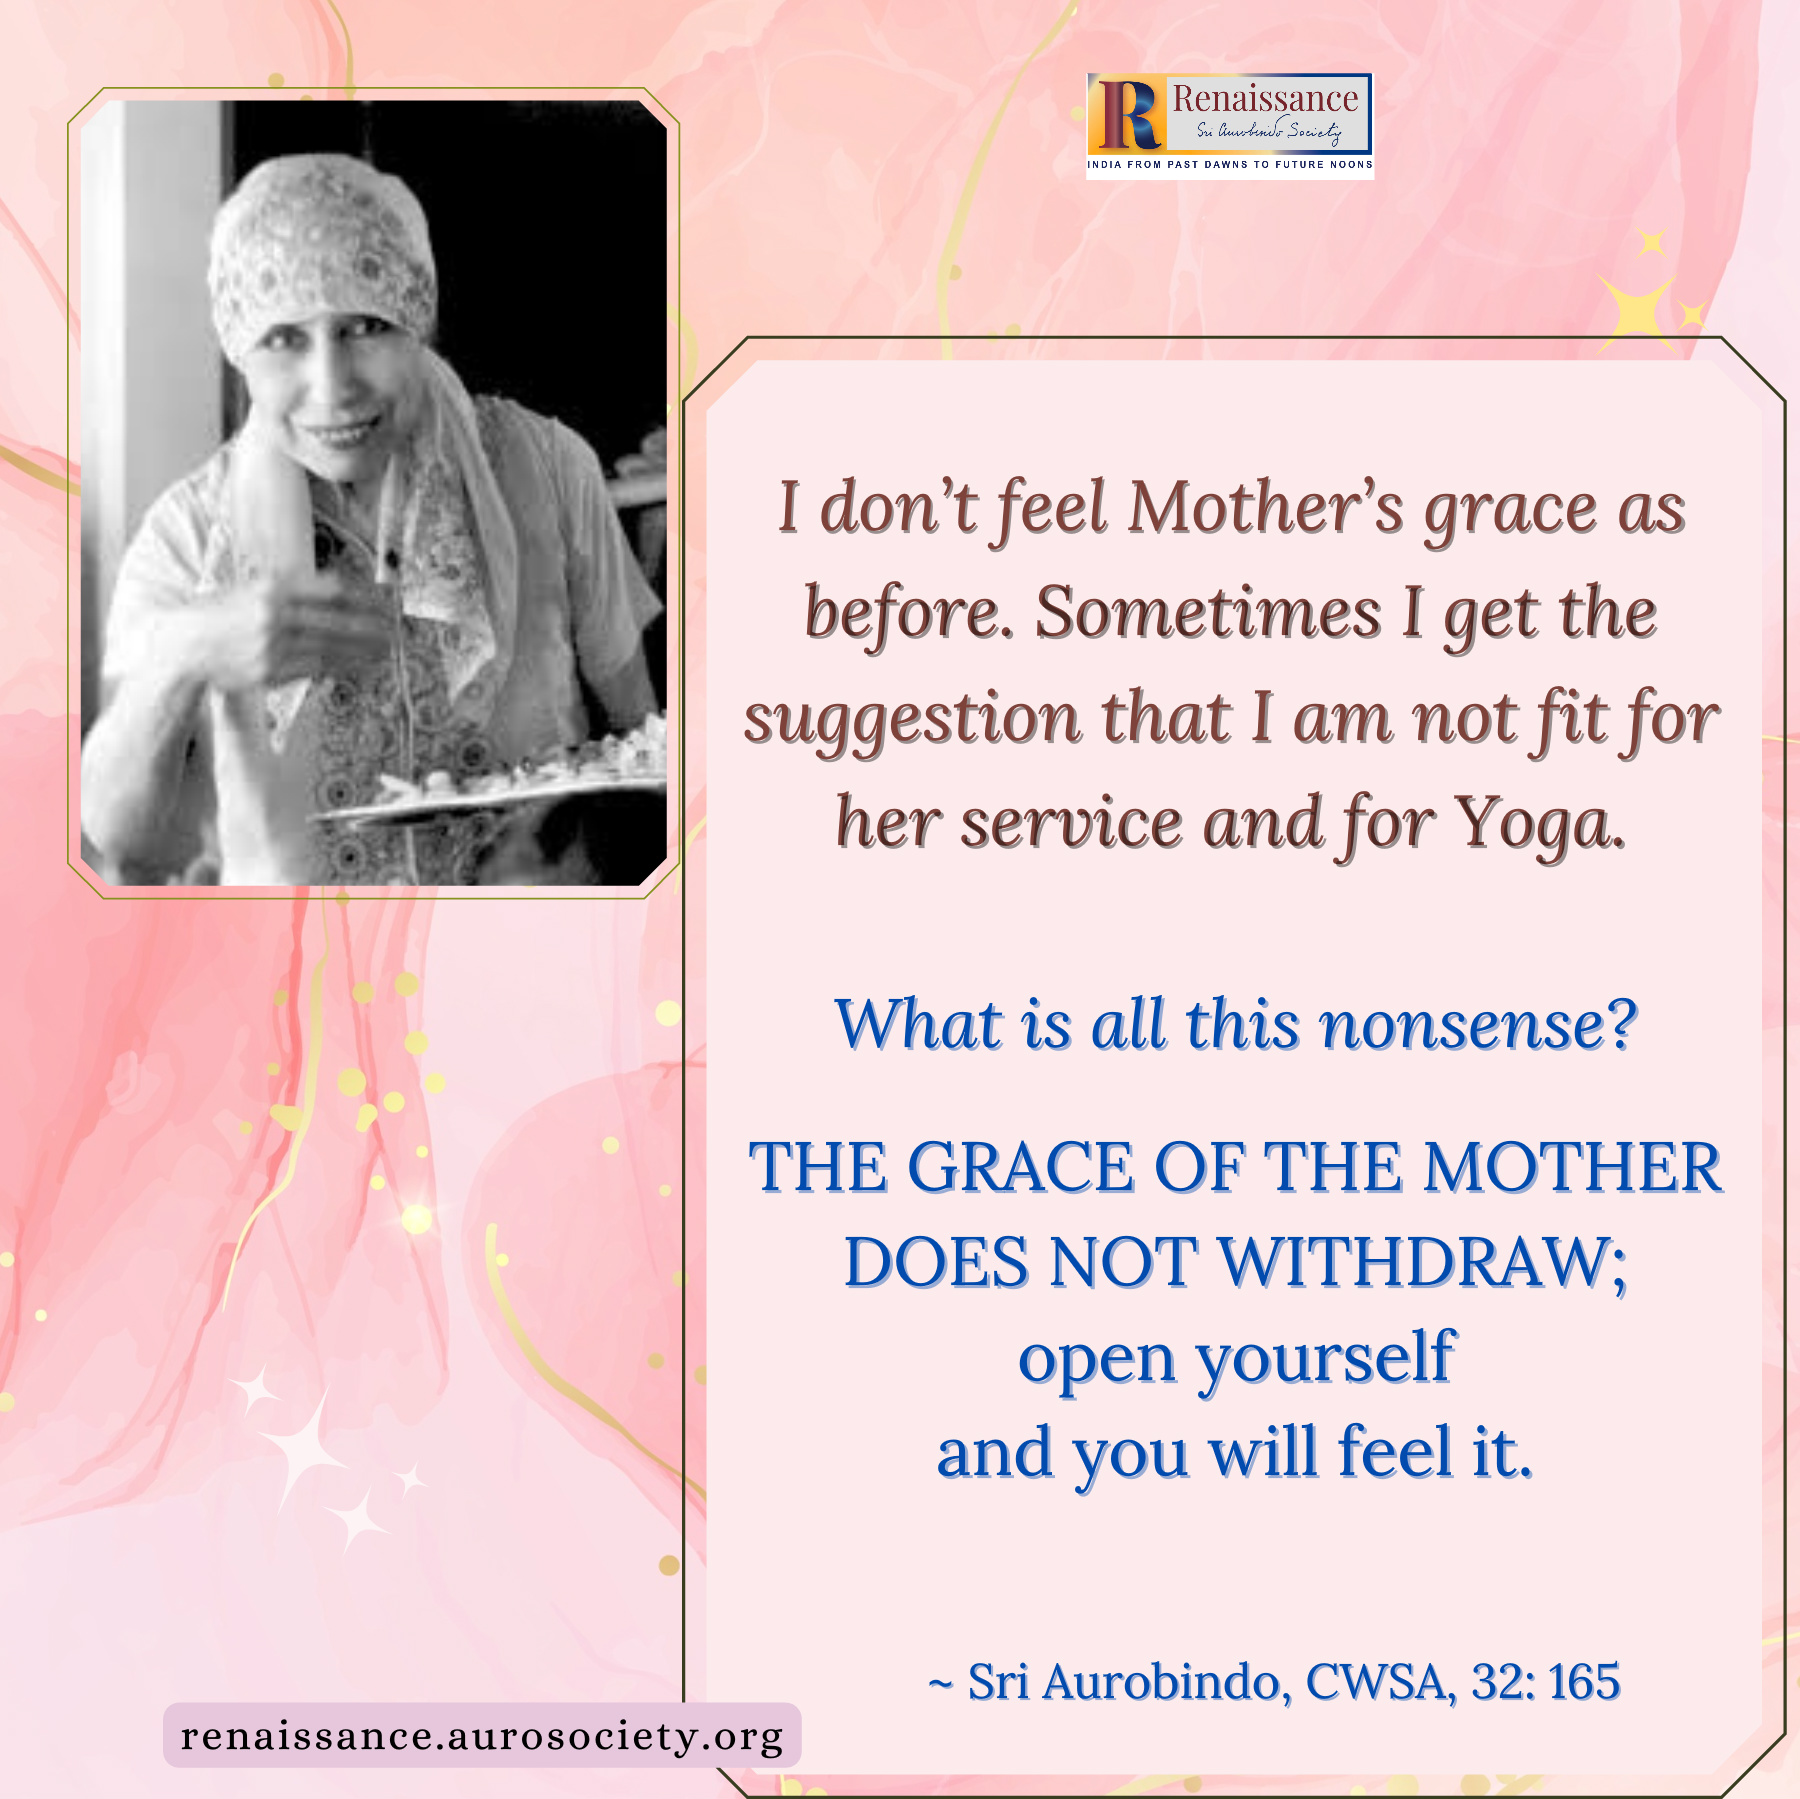 Renaissance
Sri Aurobindo Society
INDIA FROM PAST DAWNS TO FUTURE NOONS
I don’t feel Mother’s grace as
before. Sometimes I get the
suggestion that I am not fit for
her service and for Yoga.
What is all this nonsense?
THE GRACE OF THE MOTHER
DOES NOT WITHDRAW;
open yourself
and you will feel it.
~ Sri Aurobindo, CWSA, 32: 165
renaissance.aurosociety.org